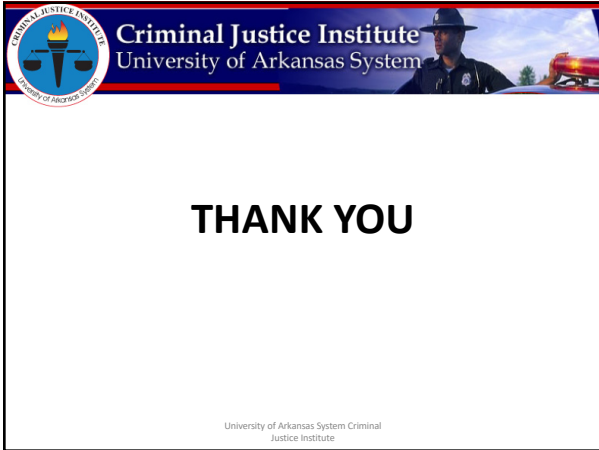 CRIMINAL JUSTICE INSTITUTE
University of Arkansas System
Criminal Justice Institute
University of Arkansas System
THANK YOU
University of Arkansas System Criminal
Justice Institute